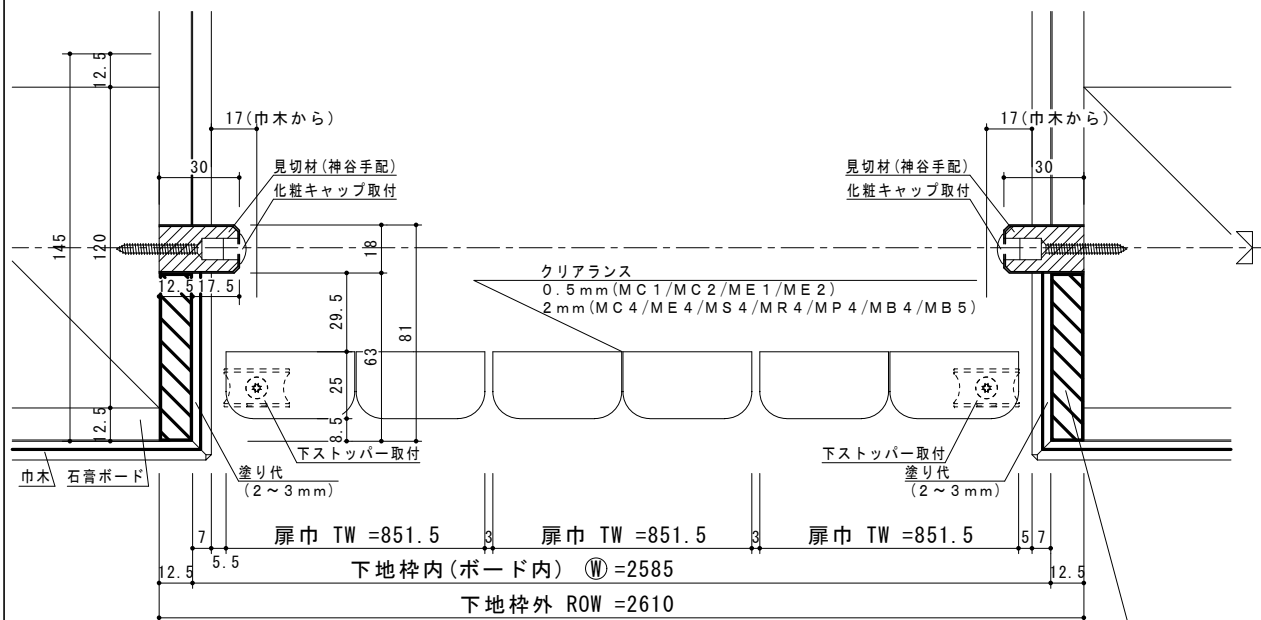 12.5
17(巾木から)
17(巾木から)
30
見切材(神谷手配)
化粧キャップ取付
見切材(神谷手配)
化粧キャップ取付
30
145
120
18
12.5
17.5
クリアランス
0.5mm(MC1/MC2/ME1/ME2)
2mm(MC4/ME4/MS4/MR4/MP4/MB4/MB5)
29.5
63
81
25
8.5
12.5
下ストッパー取付
下ストッパー取付
巾木
石膏ボード
塗り代
(2~3mm)
塗り代
(2~3mm)
7
扉巾 TW =851.5
3
扉巾 TW =851.5
3
扉巾 TW =851.5
5
7
5.5
12.5
下地枠内(ボード内) Ⓦ =2585
12.5
下地枠外 ROW =2610